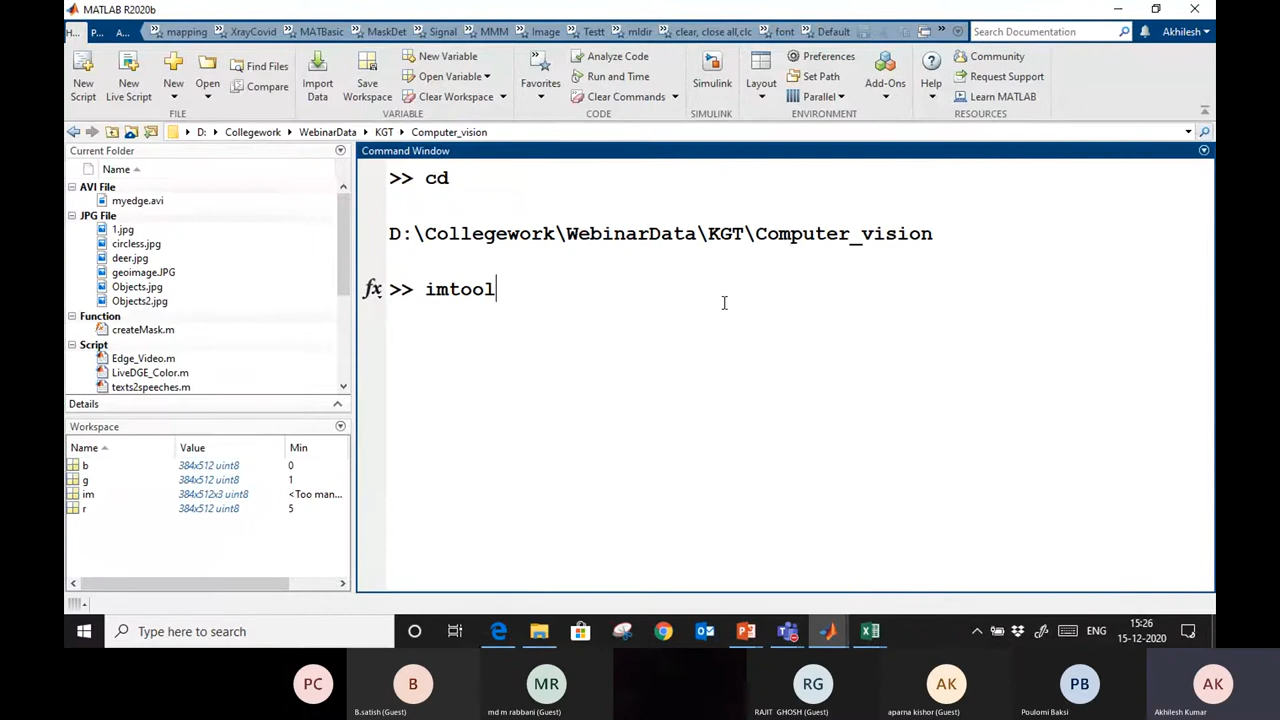 MATLAB R2020b
H... P... A... mapping XrayCovid MATBasic MaskDet Signal MMM Image Testt mldir clear, close all,clc font Default Search Documentation Akhilesh
New Script
New Live Script
New
Open
Find Files
Compare
Import Data
Save Workspace
New Variable
Open Variable
Clear Workspace
Favorites
Analyze Code
Run and Time
Clear Commands
Simulink
Layout
Preferences
Set Path
Parallel
Add-Ons
Help
Community
Request Support
Learn MATLAB
FILE VARIABLE CODE SIMULINK ENVIRONMENT RESOURCES
D: Collegework WebinarData KGT Computer_vision
Current Folder
Name
AVI File
myedge.avi
JPG File
1.jpg
circless.jpg
deer.jpg
geoimage.JPG
Objects.jpg
Objects2.jpg
Function
createMask.m
Script
Edge_Video.m
LiveDGE_Color.m
texts2speeches.m
Details
Workspace
Name Value Min
b 384x512 uint8 0
g 384x512 uint8 1
im 384x512x3 uint8 <Too man...
r 384x512 uint8 5
Command Window
>> cd
D:\Collegework\WebinarData\KGT\Computer_vision
fx >> imtool
Type here to search
ENG
15:26
15-12-2020
PC
B
B.satish (Guest)
MR
md m rabbani (Guest)
RG
RAJIT GHOSH (Guest)
AK
aparna kishor (Guest)
PB
Poulomi Baksi
AK
Akhilesh Kumar